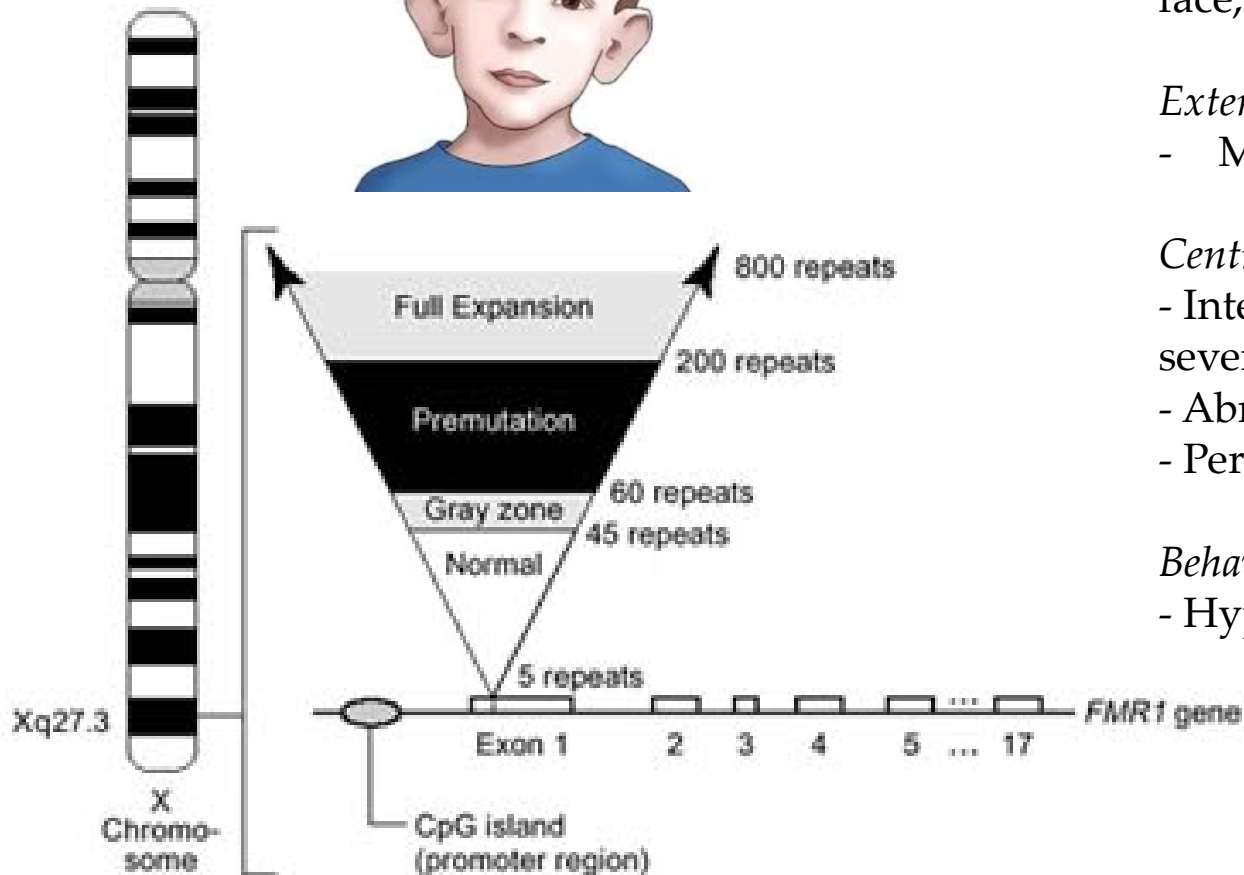 face,
Exter
- M
Centr
- Inte
sever
- Abr
- Per
Behav
- Hyp
800 repeats
Full Expansion
200 repeats
Premutation
60 repeats
Gray zone
45 repeats
Normal
5 repeats
Xq27.3
FMR1 gene
Exon 1 2 3 4 5 ... 17
X
Chromo-
some
CpG island
(promoter region)